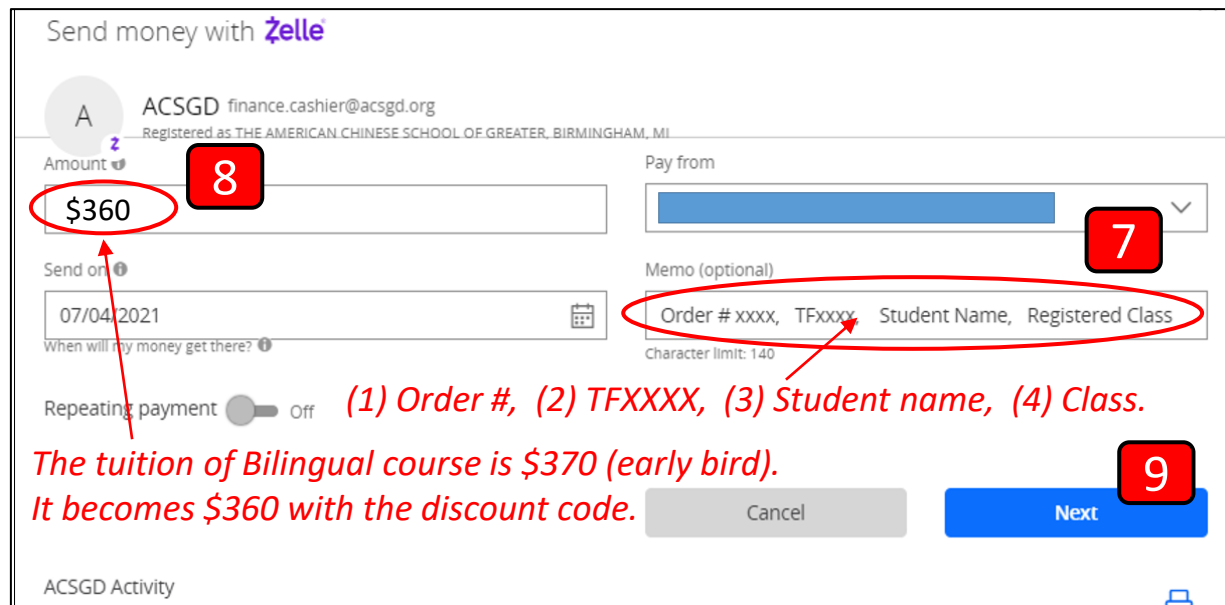 Send money with Zelle
A
ACSGD finance.cashier@acsgd.org
Registered as THE AMERICAN CHINESE SCHOOL OF GREATER, BIRMINGHAM, MI
Amount
8
Pay from
$360
7
Send on
Memo (optional)
07/04/2021
Order # xxxx, TFxxxx, Student Name, Registered Class
When will my money get there?
Character limit: 140
Repeating payment Off
(1) Order #, (2) TFXXXX, (3) Student name, (4) Class.
The tuition of Bilingual course is $370 (early bird).
It becomes $360 with the discount code.
9
Cancel
Next
ACSGD Activity